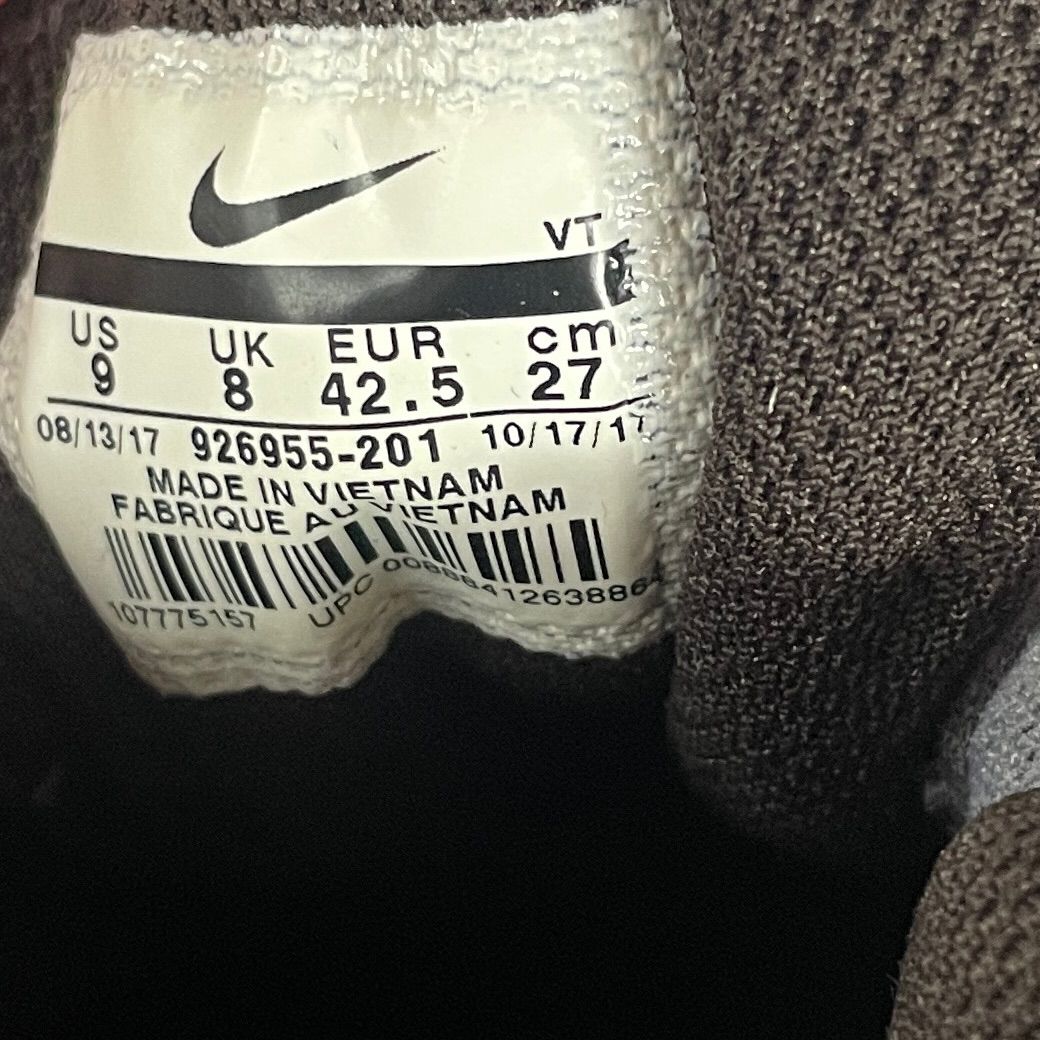 VT
US UK EUR cm
9 8 42.5 27
08/13/17 926955-201 10/17/17
MADE IN VIETNAM
FABRIQUE AU VIETNAM
107775157 UPC 00888412638864